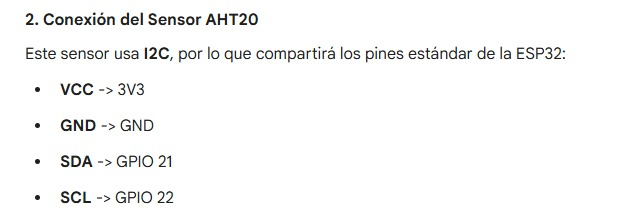 2. Conexión del Sensor AHT20
Este sensor usa I2C, por lo que compartirá los pines estándar de la ESP32:
• VCC -> 3V3
• GND -> GND
• SDA -> GPIO 21
• SCL -> GPIO 22